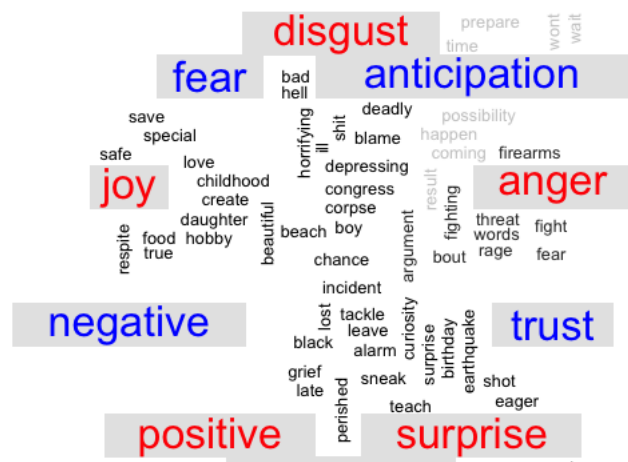 disgust
prepare
time
wont
wait
fear
bad
hell
anticipation
save
special
horrifying
ill
shit
deadly
blame
possibility
happen
coming
firearms
safe
love
depressing
joy
childhood
create
daughter
hobby
beautiful
congress
corpse
result
fighting
anger
respite
food
true
beach
boy
argument
threat
words
rage
fight
fear
chance
bout
incident
negative
lost
tackle
leave
black
alarm
curiosity
surprise
birthday
earthquake
trust
grief
late
perished
sneak
shot
eager
teach
positive
surprise